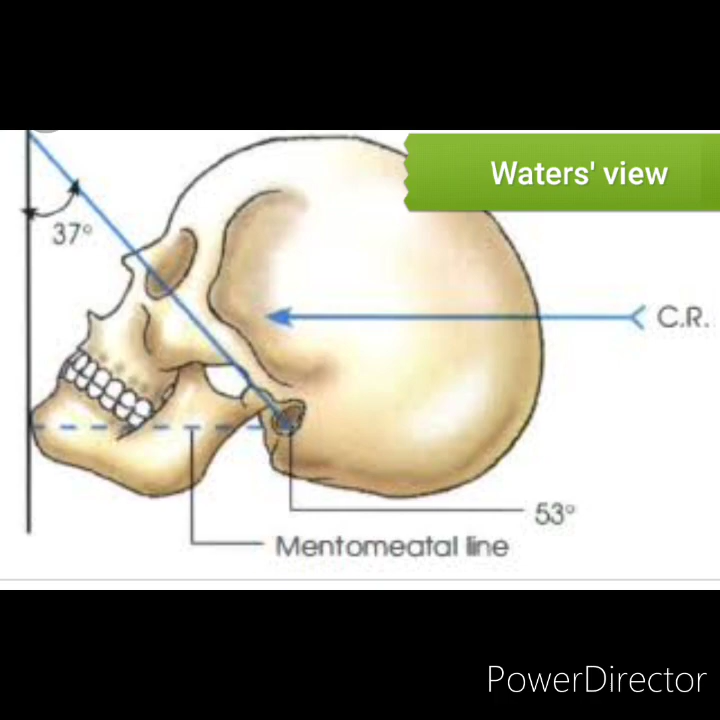 Waters' view
37°
C.R.
53°
Mentomeatal line
PowerDirector